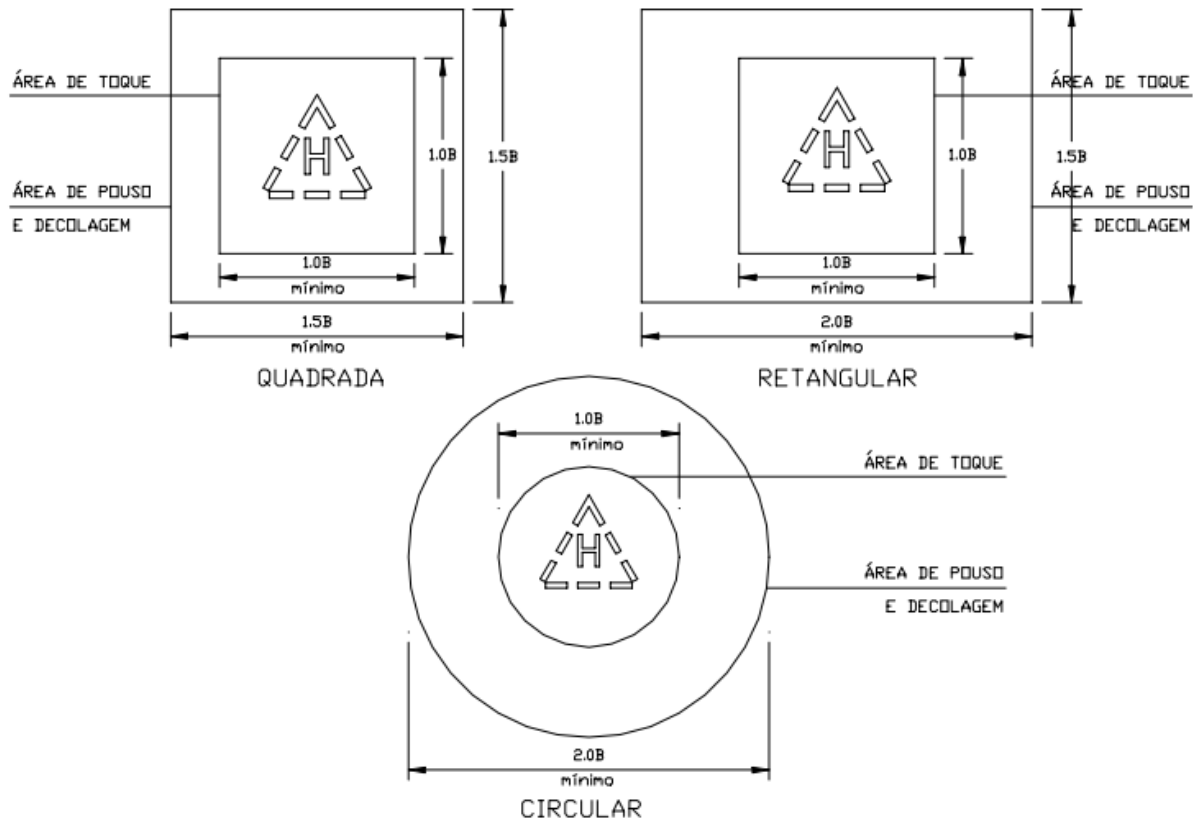 ÁREA DE TOQUE
ÁREA DE POUSO
E DECOLAGEM
H
1.0B
1.5B
1.0B
mínimo
1.5B
mínimo
QUADRADA
ÁREA DE TOQUE
ÁREA DE POUSO
E DECOLAGEM
H
1.0B
1.5B
1.0B
mínimo
2.0B
mínimo
RETANGULAR
1.0B
mínimo
ÁREA DE TOQUE
H
ÁREA DE POUSO
E DECOLAGEM
2.0B
mínimo
CIRCULAR